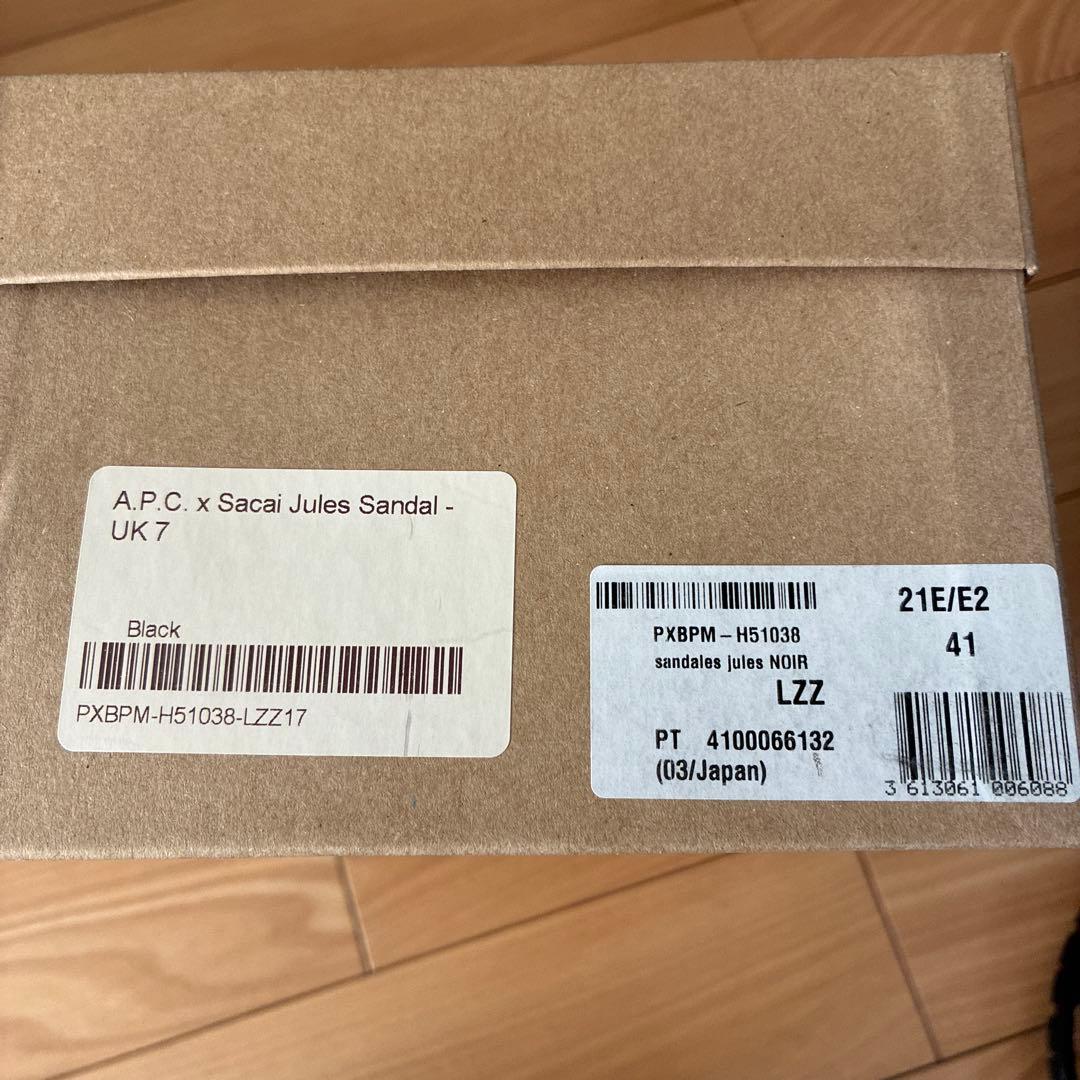 A.P.C. x Sacai Jules Sandal -
UK 7
Black
PXBPM-H51038-LZZ17
21E/E2
PXBPM - H51038
41
sandales jules NOIR
LZZ
PT 4100066132
(03/Japan)
3 613061 006088